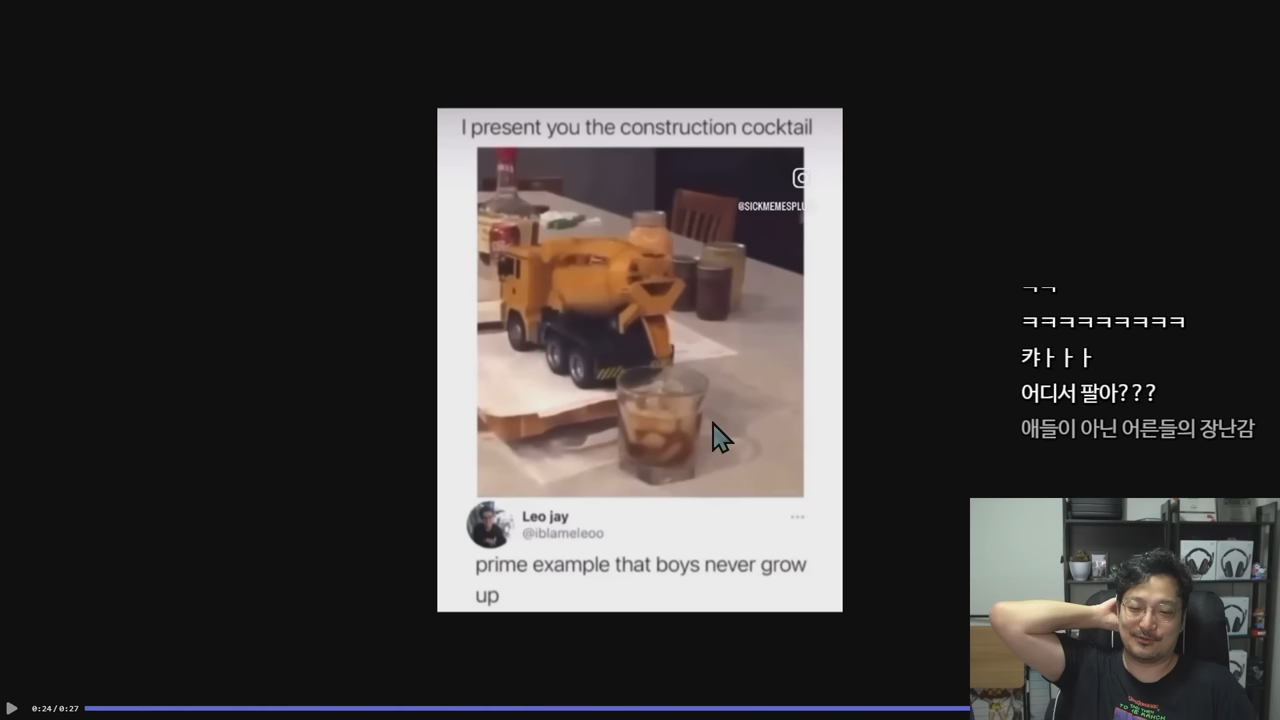 I present you the construction cocktail
@SICKMEMESPLU
Leo jay
@iblameleoo
prime example that boys never grow
up
ㅋㅋ
ㅋㅋㅋㅋㅋㅋㅋㅋㅋ
캬ㅏㅏㅏ
어디서 팔아???
애들이 아닌 어른들의 장난감
0:24/0:27